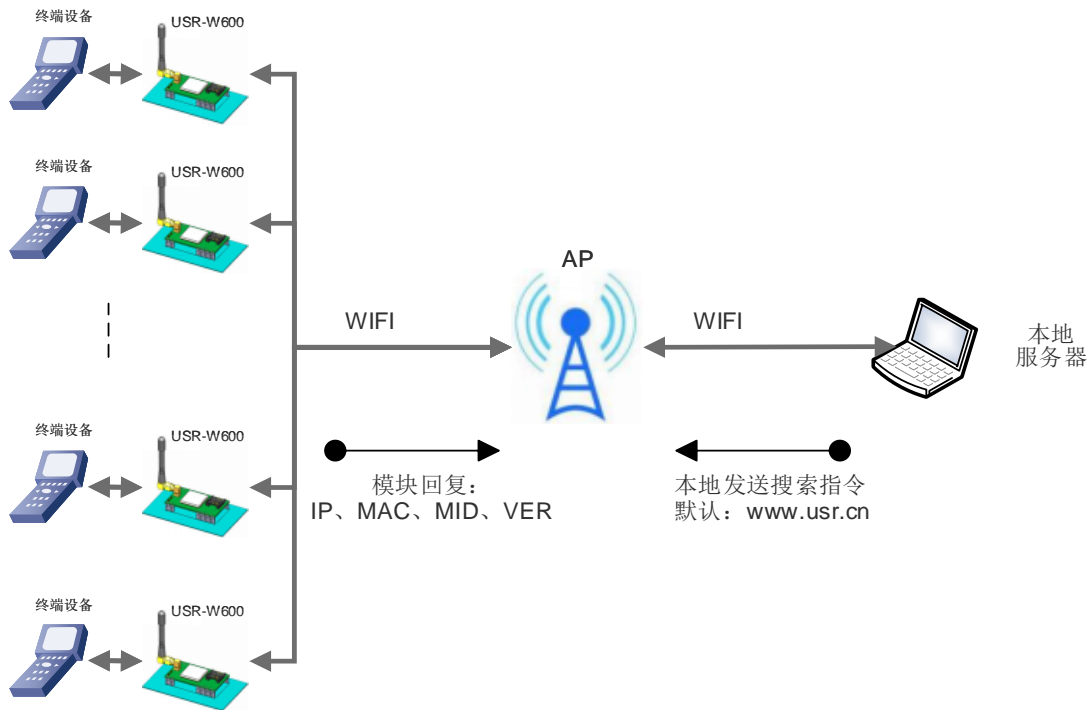 终端设备
USR-W600
终端设备
USR-W600
AP
WIFI
WIFI
本地
服务器
终端设备
USR-W600
模块回复：
IP、MAC、MID、VER
本地发送搜索指令
默认：www.usr.cn
终端设备
USR-W600